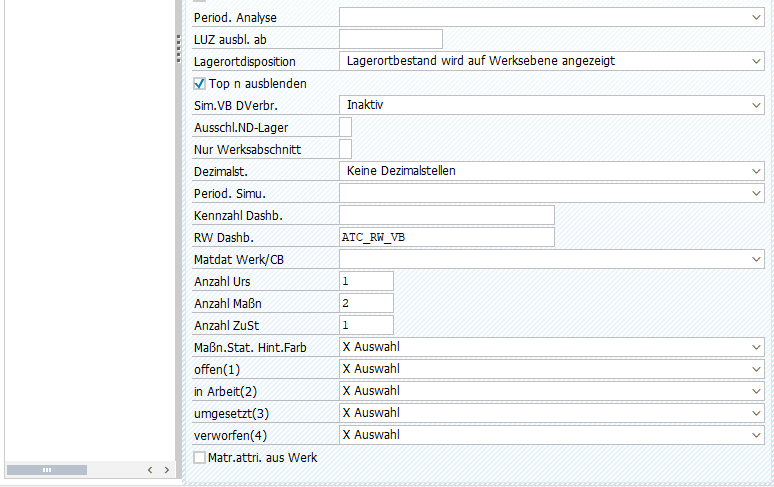 Period. Analyse
LUZ ausbl. ab
Lagerortdisposition Lagerortbestand wird auf Werksebene angezeigt
Top n ausblenden
Sim.VB DVerbr. Inaktiv
Ausschl.ND-Lager
Nur Werksabschnitt
Dezimalst. Keine Dezimalstellen
Period. Simu.
Kennzahl Dashb.
RW Dashb. ATC_RW_VB
Matdat Werk/CB
Anzahl Urs 1
Anzahl Maßn 2
Anzahl ZuSt 1
Maßn.Stat. Hint.Farb X Auswahl
offen(1) X Auswahl
in Arbeit(2) X Auswahl
umgesetzt(3) X Auswahl
verworfen(4) X Auswahl
Matr.attri. aus Werk